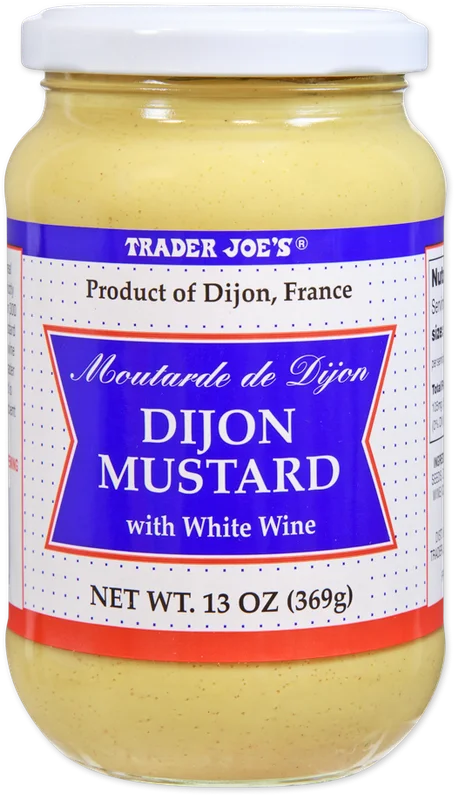 TRADER JOE'S®
Product of Dijon, France
Moutarde de Dijon
DIJON
MUSTARD
with White Wine
NET WT. 13 OZ (369g)